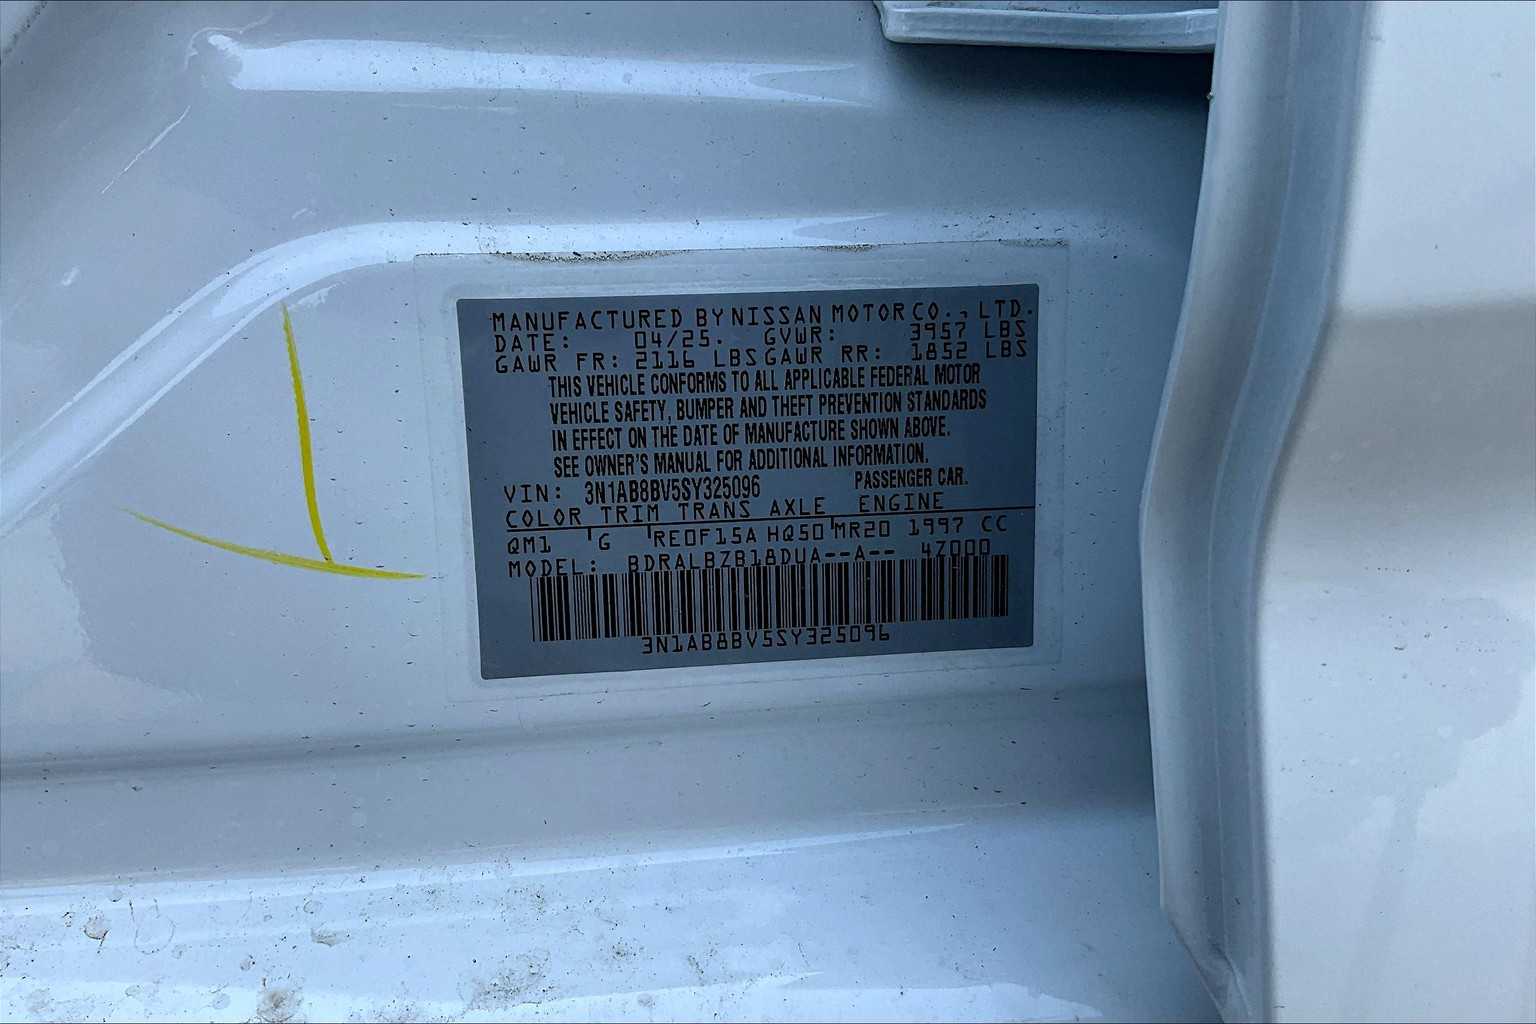 MANUFACTURED BY NISSAN MOTOR CO., LTD.
DATE: 04/25. GVWR: 3957 LBS
GAWR FR: 2116 LBS GAWR RR: 1852 LBS
THIS VEHICLE CONFORMS TO ALL APPLICABLE FEDERAL MOTOR
VEHICLE SAFETY, BUMPER AND THEFT PREVENTION STANDARDS
IN EFFECT ON THE DATE OF MANUFACTURE SHOWN ABOVE.
SEE OWNER'S MANUAL FOR ADDITIONAL INFORMATION.
VIN: 3N1AB8BV5SY325096 PASSENGER CAR.
COLOR TRIM TRANS AXLE ENGINE
QM1 G RE0F15A HQ50 MR20 1997 CC
MODEL: BDRALBZB18DUA--A-- 4Z000
3N1AB8BV5SY325096